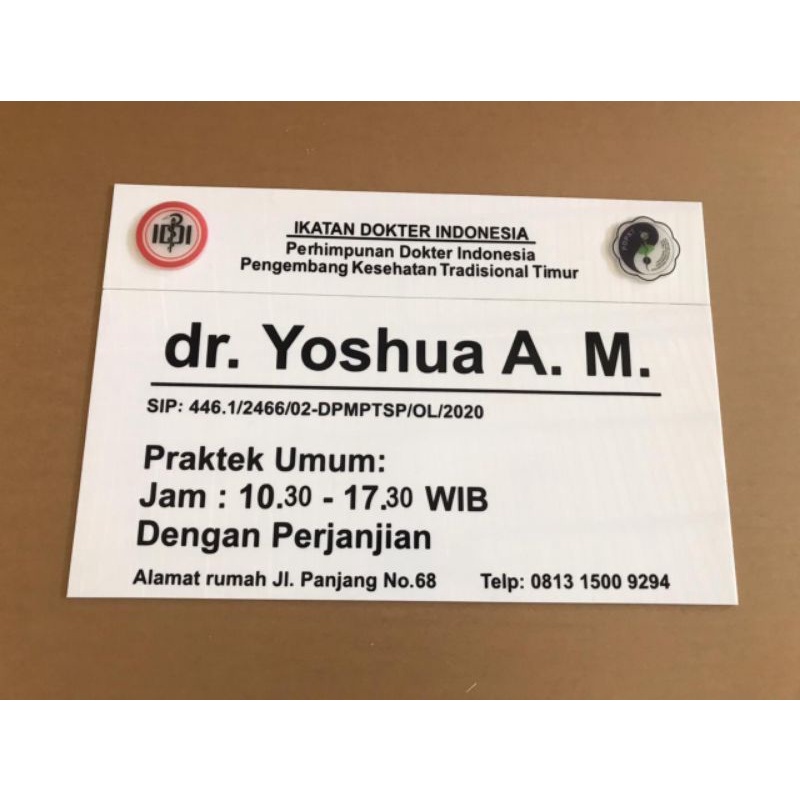 IDI
IKATAN DOKTER INDONESIA
Perhimpunan Dokter Indonesia
Pengembang Kesehatan Tradisional Timur
dr. Yoshua A. M.
SIP: 446.1/2466/02-DPMPTSP/OL/2020
Praktek Umum:
Jam : 10.30 - 17.30 WIB
Dengan Perjanjian
Alamat rumah Jl. Panjang No.68 Telp: 0813 1500 9294